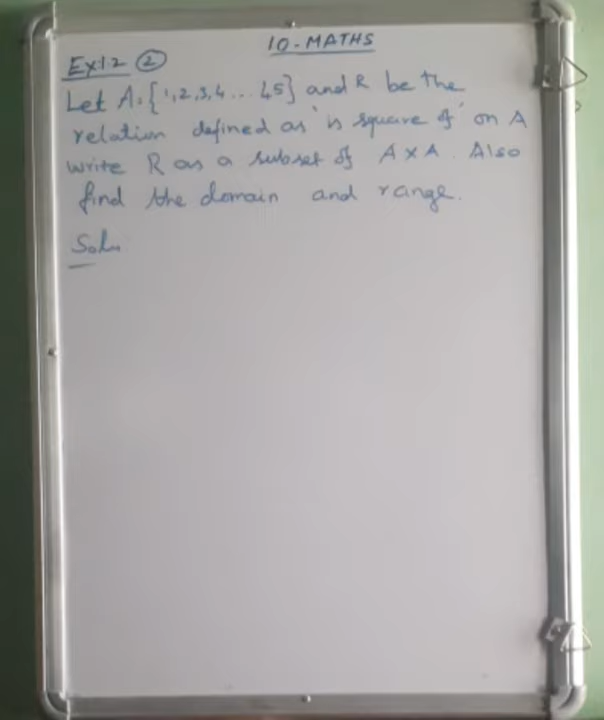 10-MATHS
Ex1.2 ②
Let A={1,2,3,4...45} and R be the
relation defined as 'is square of' on A
write R as a subset of A×A. Also
find the domain and range.
Soln.